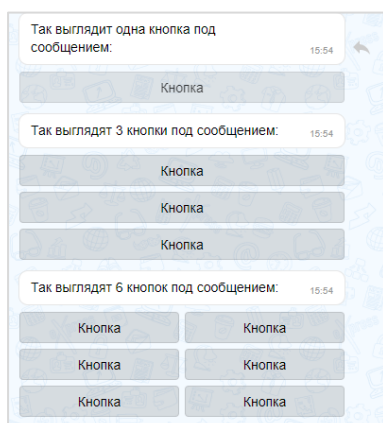 Так выглядит одна кнопка под
сообщением:
15:54
Кнопка
Так выглядят 3 кнопки под сообщением:
15:54
Кнопка
Кнопка
Кнопка
Так выглядят 6 кнопок под сообщением:
15:54
Кнопка Кнопка
Кнопка Кнопка
Кнопка Кнопка